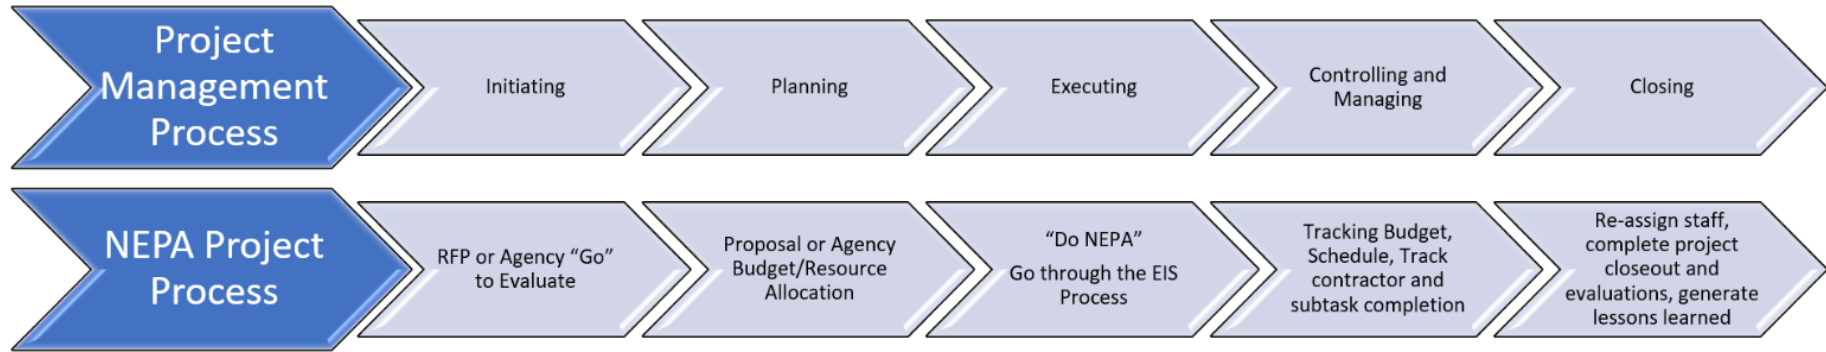 Project
Management
Process
Initiating
Planning
Executing
Controlling and
Managing
Closing
NEPA Project
Process
RFP or Agency “Go”
to Evaluate
Proposal or Agency
Budget/Resource
Allocation
“Do NEPA”
Go through the EIS
Process
Tracking Budget,
Schedule, Track
contractor and
subtask completion
Re-assign staff,
complete project
closeout and
evaluations, generate
lessons learned